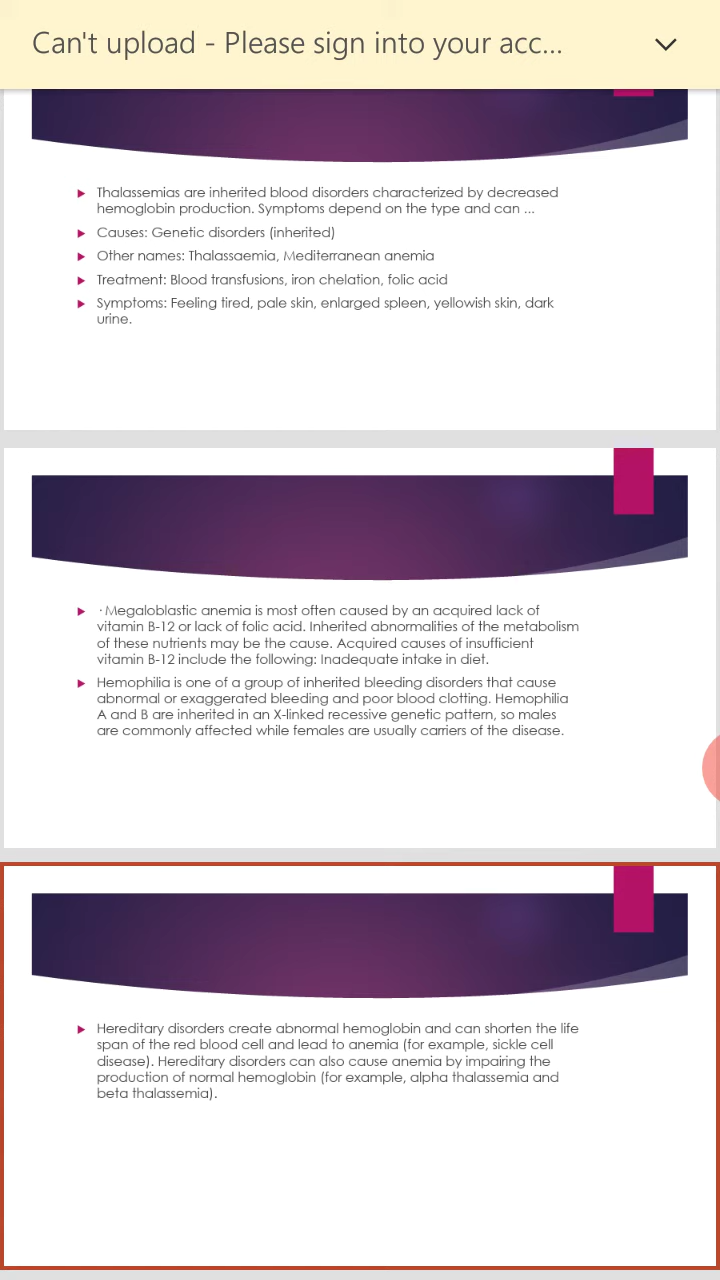 Can't upload - Please sign into your acc...
Thalassemias are inherited blood disorders characterized by decreased
hemoglobin production. Symptoms depend on the type and can ...
Causes: Genetic disorders (inherited)
Other names: Thalassaemia, Mediterranean anemia
Treatment: Blood transfusions, iron chelation, folic acid
Symptoms: Feeling tired, pale skin, enlarged spleen, yellowish skin, dark
urine.
· Megaloblastic anemia is most often caused by an acquired lack of
vitamin B-12 or lack of folic acid. Inherited abnormalities of the metabolism
of these nutrients may be the cause. Acquired causes of insufficient
vitamin B-12 include the following: Inadequate intake in diet.
Hemophilia is one of a group of inherited bleeding disorders that cause
abnormal or exaggerated bleeding and poor blood clotting. Hemophilia
A and B are inherited in an X-linked recessive genetic pattern, so males
are commonly affected while females are usually carriers of the disease.
Hereditary disorders create abnormal hemoglobin and can shorten the life
span of the red blood cell and lead to anemia (for example, sickle cell
disease). Hereditary disorders can also cause anemia by impairing the
production of normal hemoglobin (for example, alpha thalassemia and
beta thalassemia).